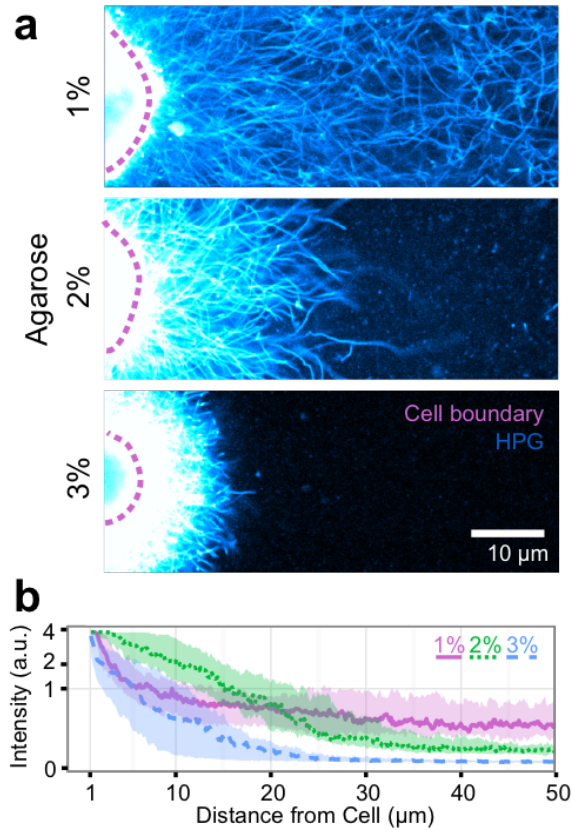 a
1%
Agarose
2%
3%
Cell boundary
HPG
10 µm
b
Intensity (a.u.)
4
2
1
0
1% 2% 3%
1 10 20 30 40 50
Distance from Cell (µm)